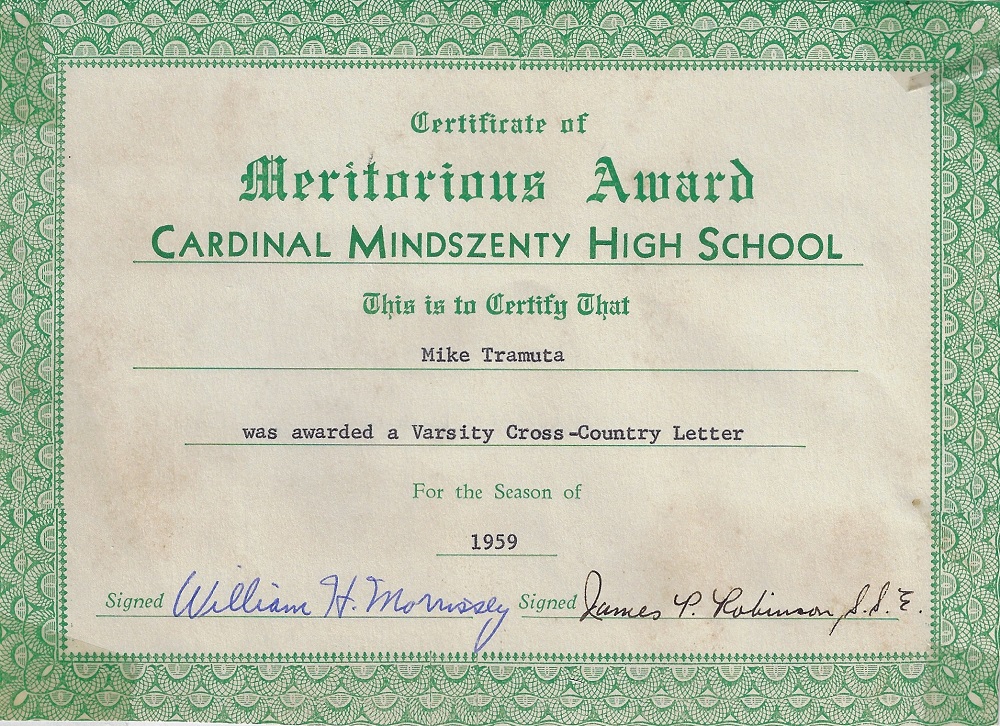 Certificate of
Meritorious Award
CARDINAL MINDSZENTY HIGH SCHOOL
This is to Certify That
Mike Tramuta
was awarded a Varsity Cross-Country Letter
For the Season of
1959
Signed William H. Morrissey Signed James P. Robinson, S.S.E.